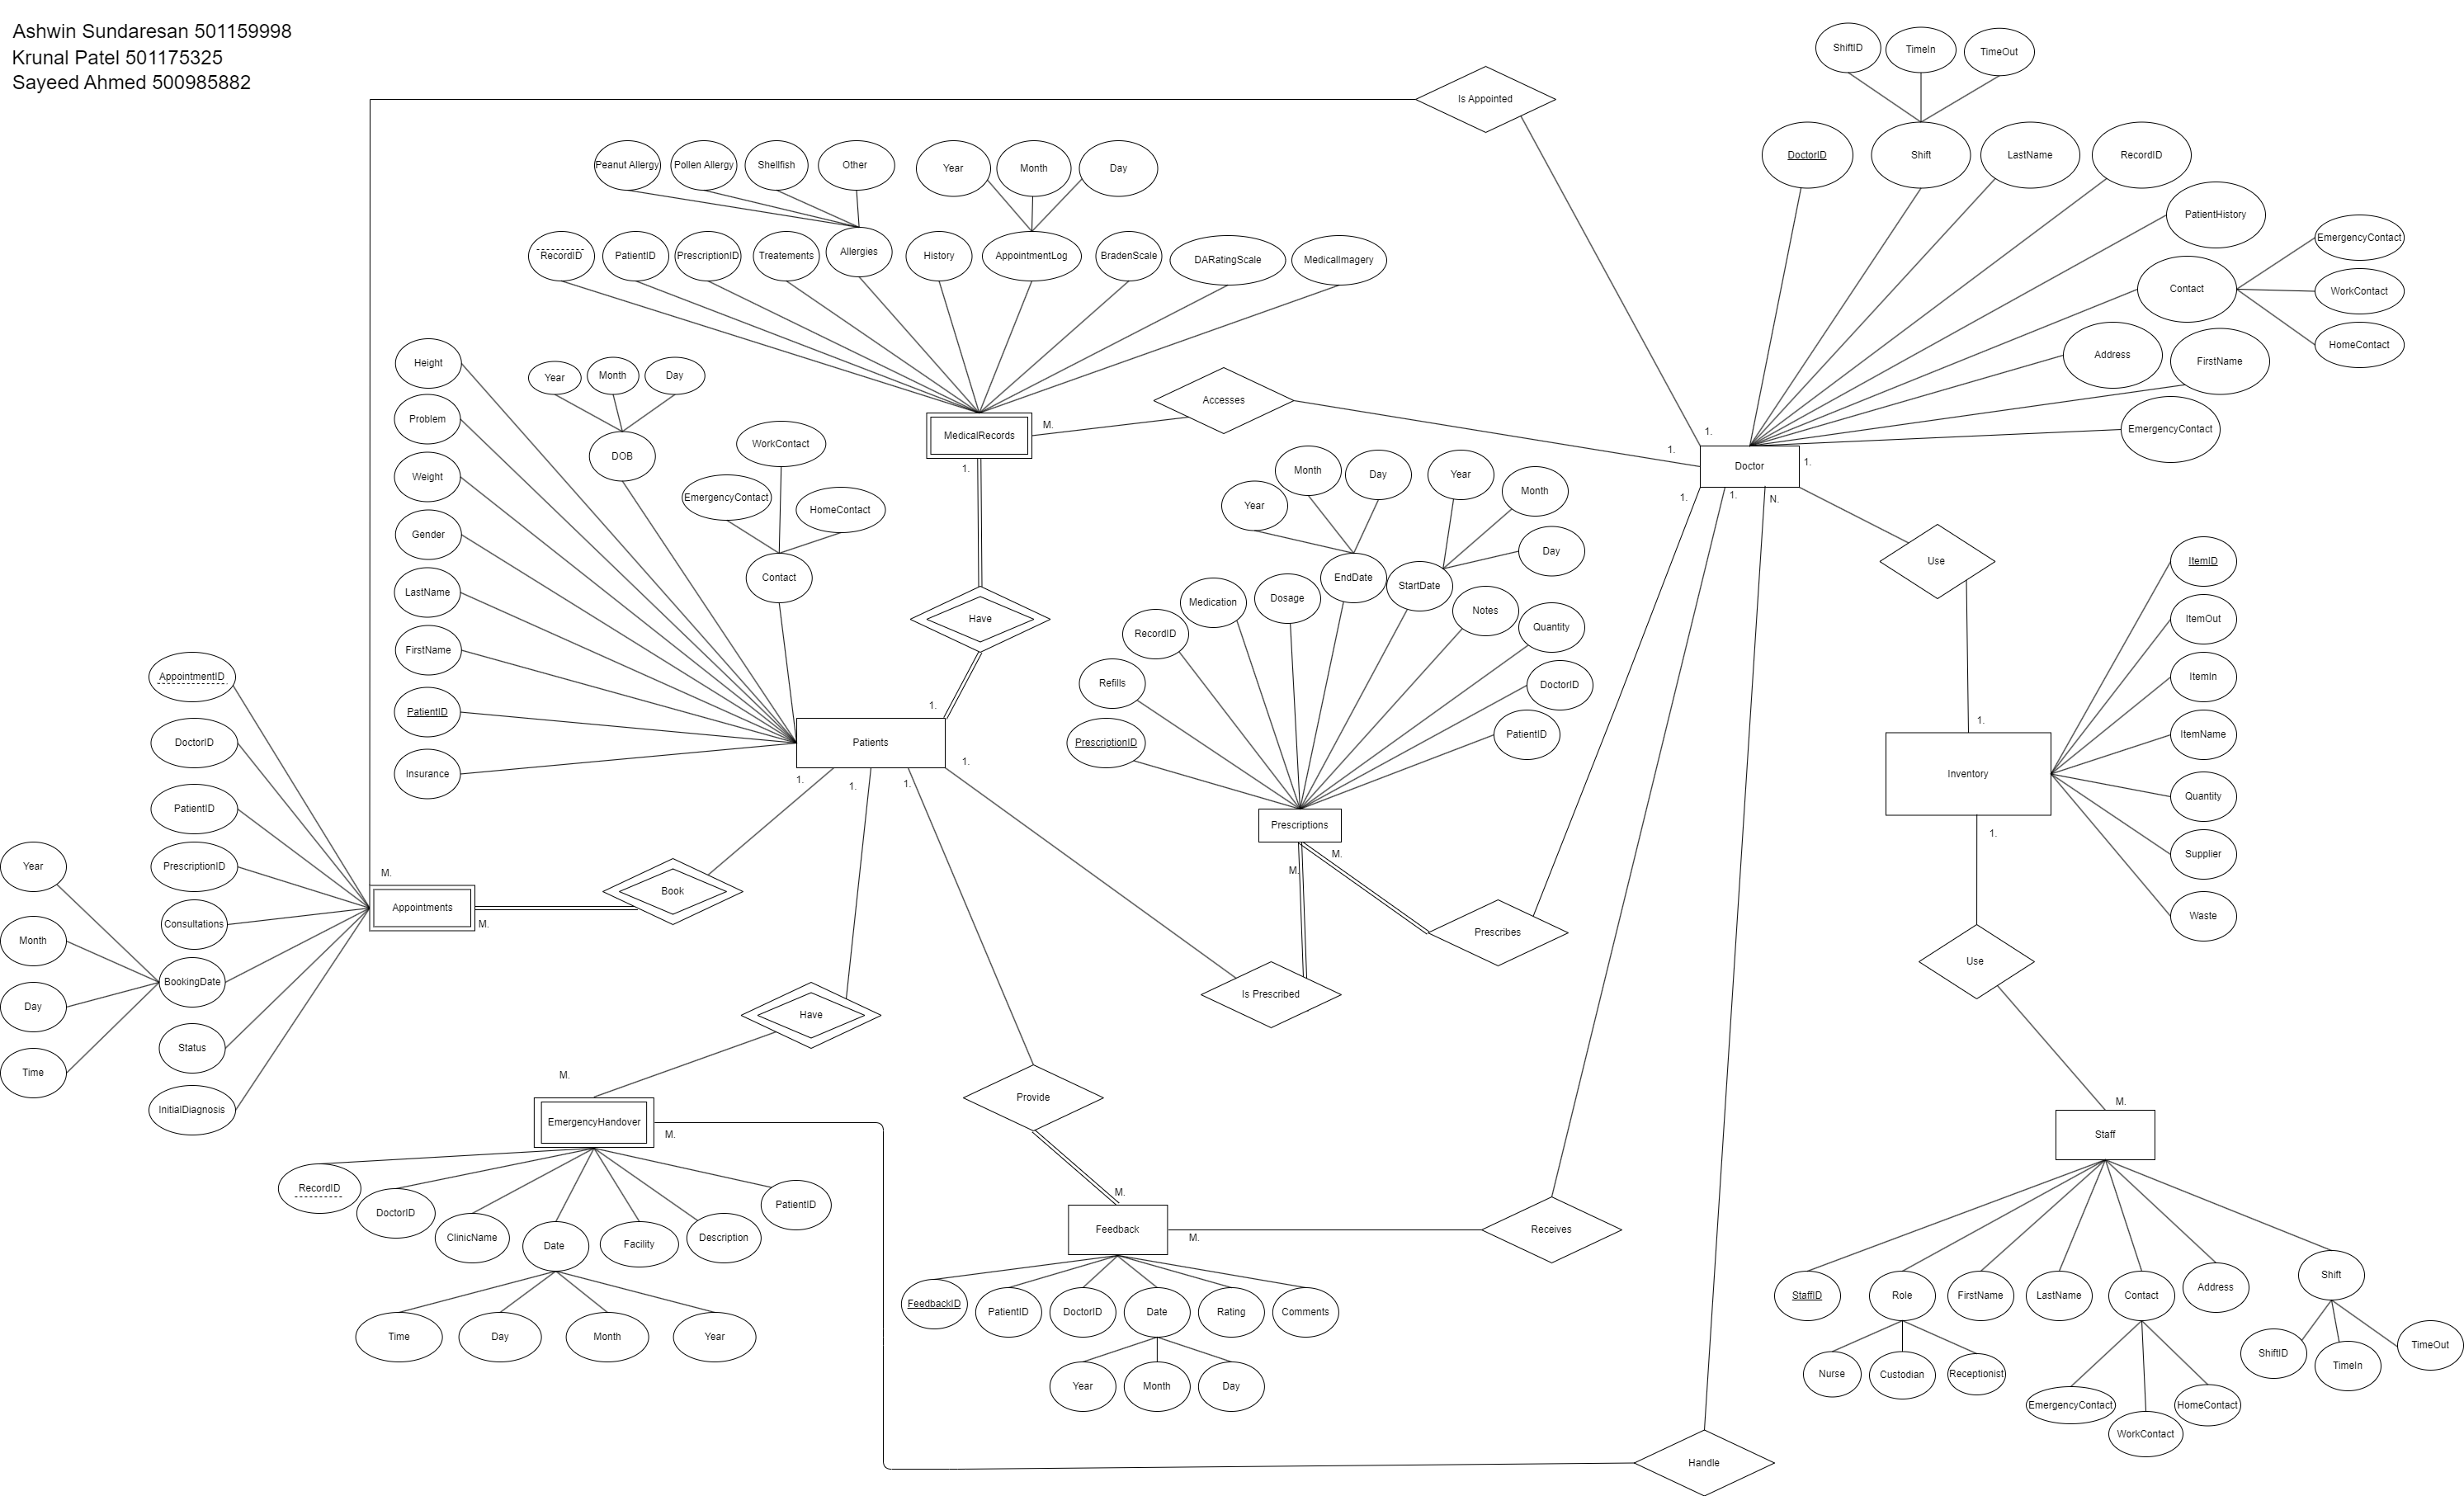 Ashwin Sundaresan 501159998
Krunal Patel 501175325
Sayeed Ahmed 500985882
ShiftID
TimeIn
TimeOut
Is Appointed
DoctorID
Shift
LastName
RecordID
Peanut Allergy
Pollen Allergy
Shellfish
Other
Year
Month
Day
PatientHistory
EmergencyContact
RecordID
PatientID
PrescriptionID
Treatements
Allergies
History
AppointmentLog
BradenScale
DARatingScale
MedicalImagery
Contact
WorkContact
HomeContact
Address
FirstName
EmergencyContact
Height
Year
Month
Day
Accesses
Problem
DOB
WorkContact
MedicalRecords
M.
1.
1.
1.
Doctor
1.
1.
1.
N.
1.
Weight
EmergencyContact
HomeContact
Month
Day
Year
Month
Year
Day
Gender
Contact
EndDate
StartDate
Use
ItemID
LastName
Have
Medication
Dosage
Notes
Quantity
ItemOut
RecordID
FirstName
Refills
DoctorID
ItemIn
AppointmentID
PatientID
1.
PrescriptionID
PatientID
1.
ItemName
DoctorID
Patients
Insurance
1.
1.
1.
1.
Inventory
Quantity
PatientID
Prescriptions
M.
M.
1.
Supplier
Year
PrescriptionID
M.
Book
Appointments
M.
Consultations
Waste
Month
Prescribes
Use
BookingDate
Is Prescribed
Day
Have
Status
Time
M.
Provide
InitialDiagnosis
EmergencyHandover
M.
M.
Staff
RecordID
DoctorID
ClinicName
Date
Facility
Description
PatientID
M.
Feedback
M.
Receives
Time
Day
Month
Year
FeedbackID
PatientID
DoctorID
Date
Rating
Comments
Year
Month
Day
StaffID
Role
FirstName
LastName
Contact
Address
Shift
Nurse
Custodian
Receptionist
ShiftID
TimeIn
TimeOut
EmergencyContact
WorkContact
HomeContact
Handle